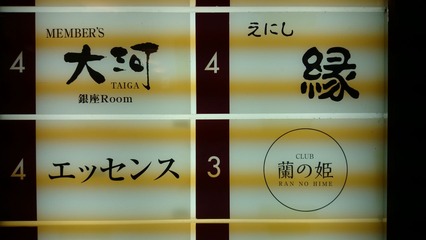 4
MEMBER'S
大河
TAIGA
銀座Room
4
えにし
縁
4
エッセンス
3
CLUB
蘭の姫
RAN NO HIME